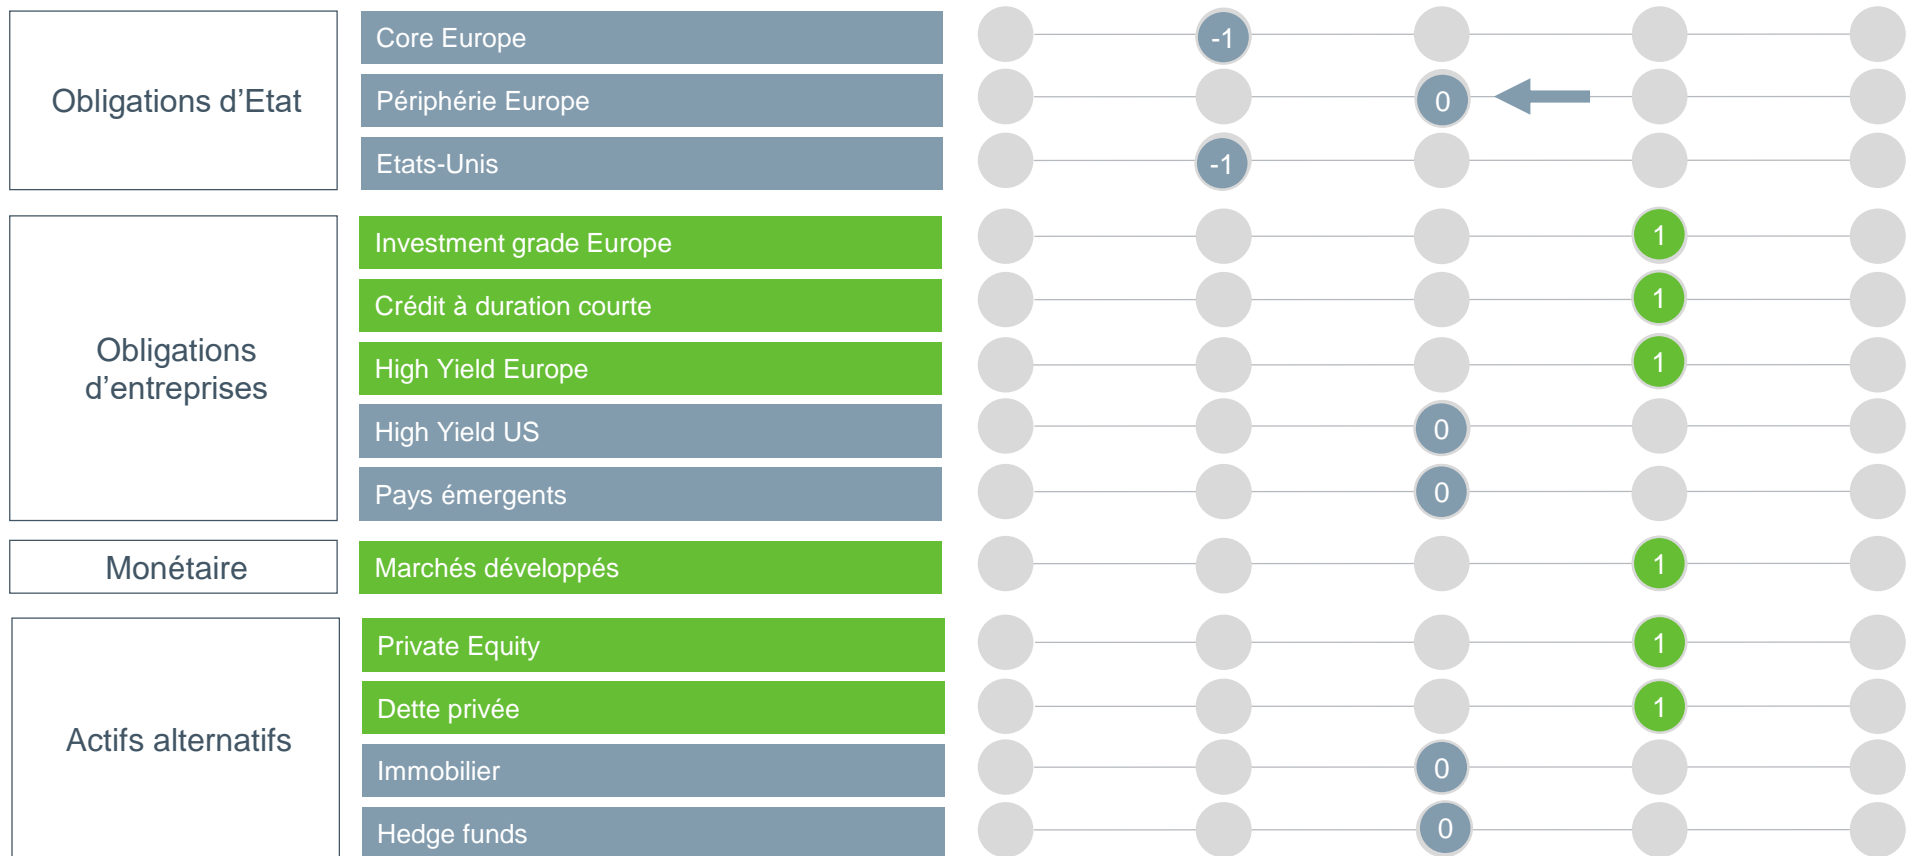 Obligations d’Etat
Core Europe
-1
Périphérie Europe
0
Etats-Unis
-1
Obligations
d’entreprises
Investment grade Europe
1
Crédit à duration courte
1
High Yield Europe
1
High Yield US
0
Pays émergents
0
Monétaire
Marchés développés
1
Actifs alternatifs
Private Equity
1
Dette privée
1
Immobilier
0
Hedge funds
0